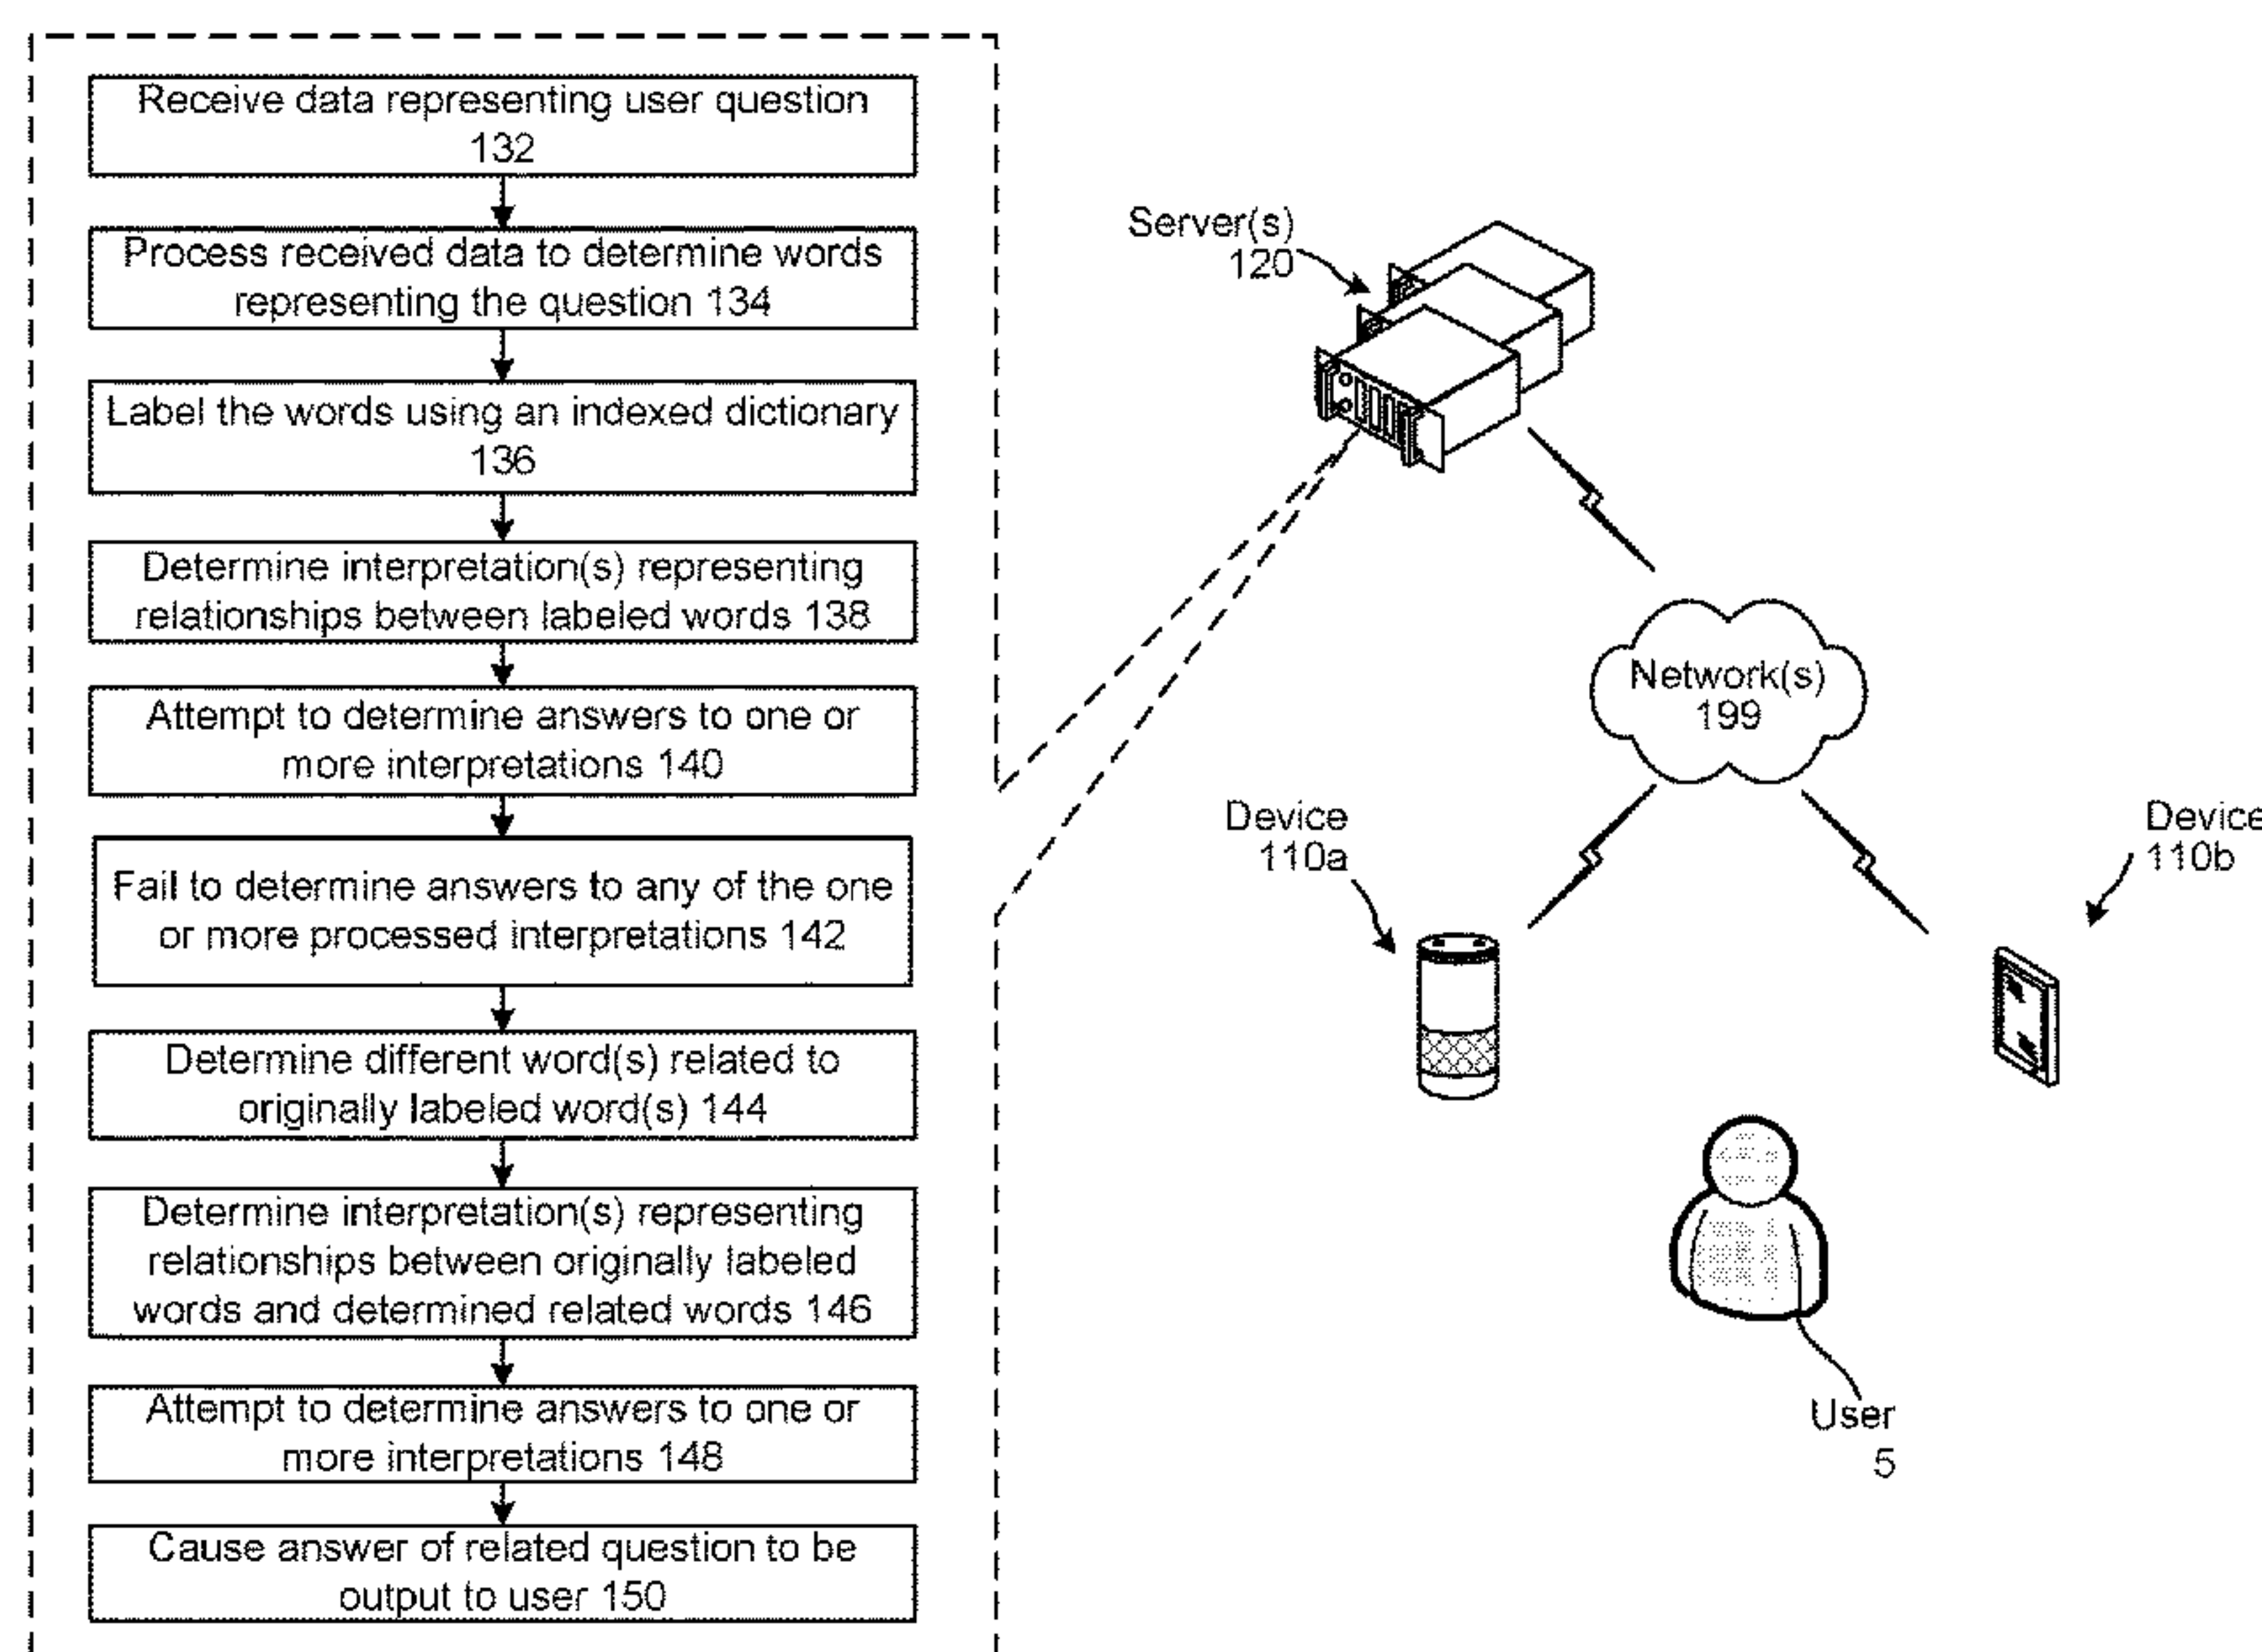 Receive data representing user question
132
Process received data to determine words
representing the question 134
Label the words using an indexed dictionary
136
Determine interpretation(s) representing
relationships between labeled words 138
Attempt to determine answers to one or
more interpretations 140
Fail to determine answers to any of the one
or more processed interpretations 142
Determine different word(s) related to
originally labeled word(s) 144
Determine interpretation(s) representing
relationships between originally labeled
words and determined related words 146
Attempt to determine answers to one or
more interpretations 148
Cause answer of related question to be
output to user 150
Server(s)
120
Network(s)
199
Device
110a
Device
110b
User
5